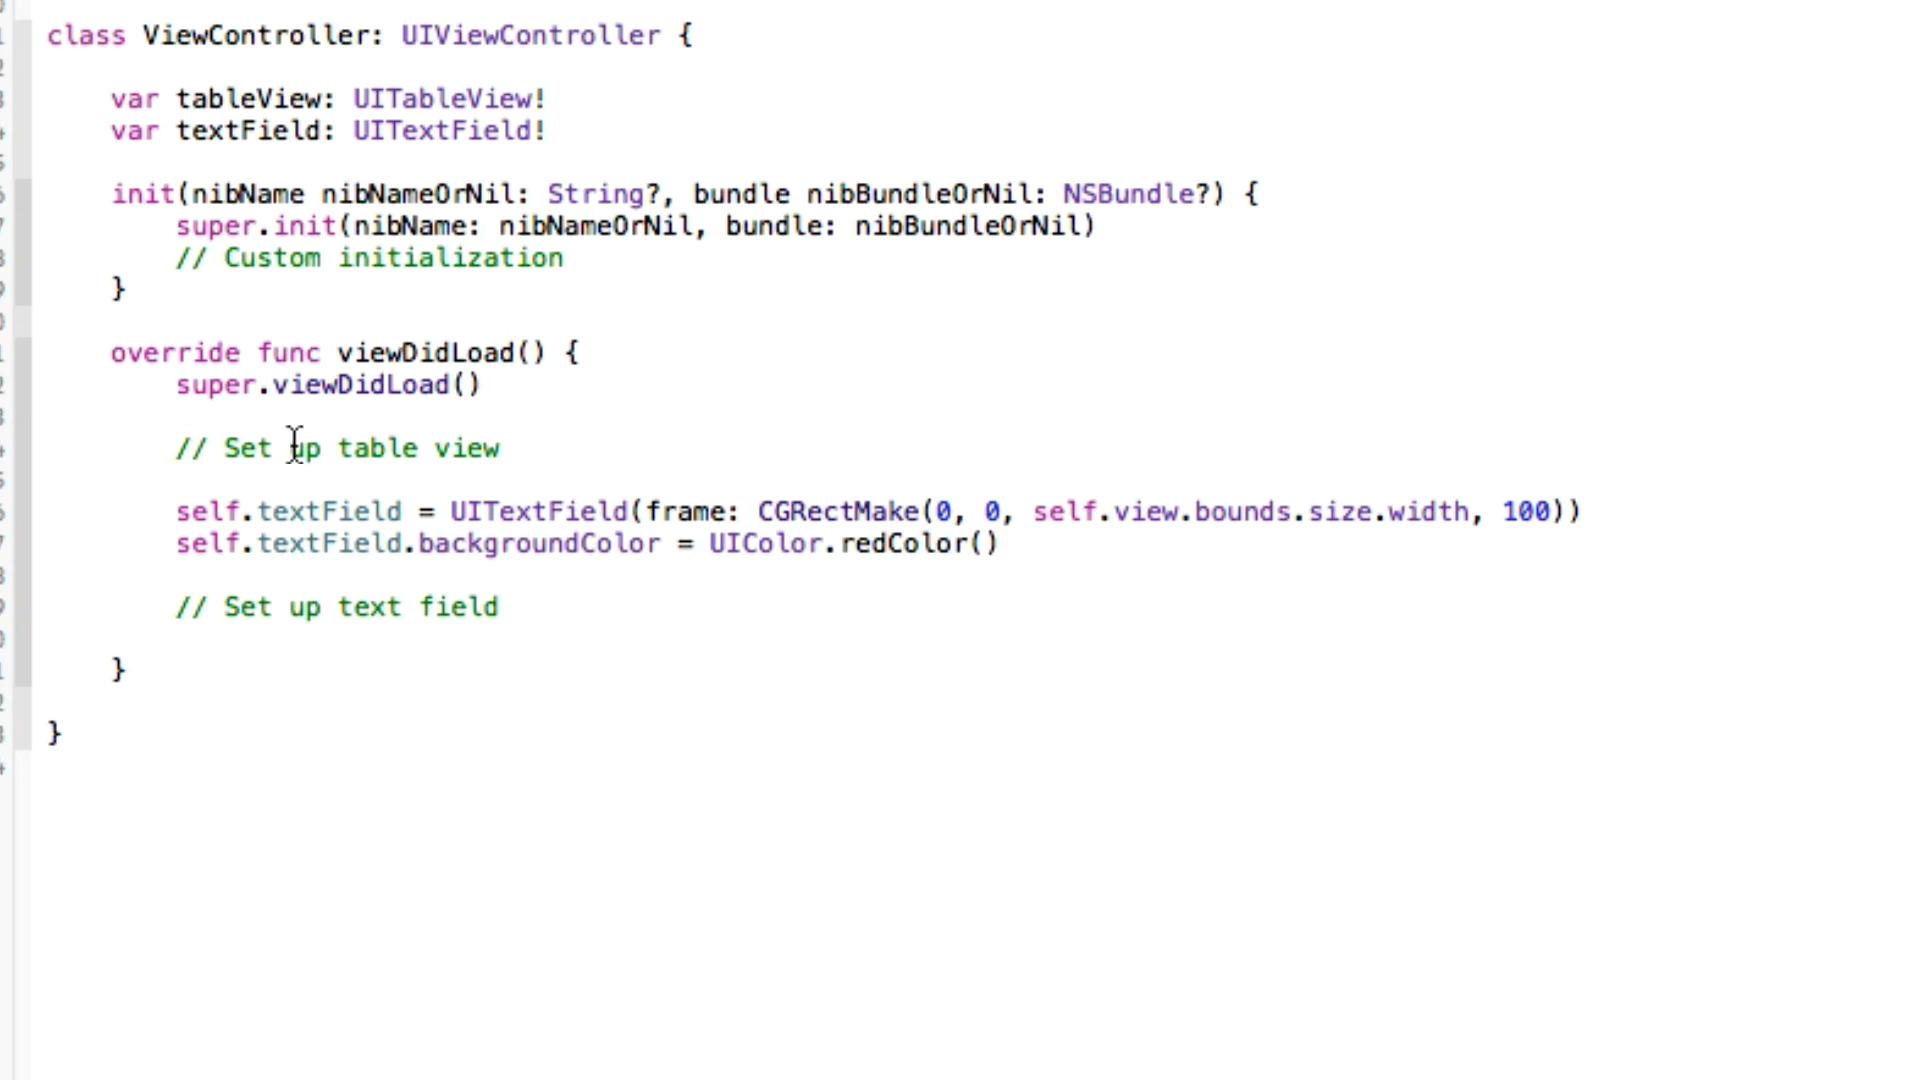 class ViewController: UIViewController {
var tableView: UITableView!
var textField: UITextField!
init(nibName nibNameOrNil: String?, bundle nibBundleOrNil: NSBundle?) {
super.init(nibName: nibNameOrNil, bundle: nibBundleOrNil)
// Custom initialization
}
override func viewDidLoad() {
super.viewDidLoad()
// Set up table view
self.textField = UITextField(frame: CGRectMake(0, 0, self.view.bounds.size.width, 100))
self.textField.backgroundColor = UIColor.redColor()
// Set up text field
}
}